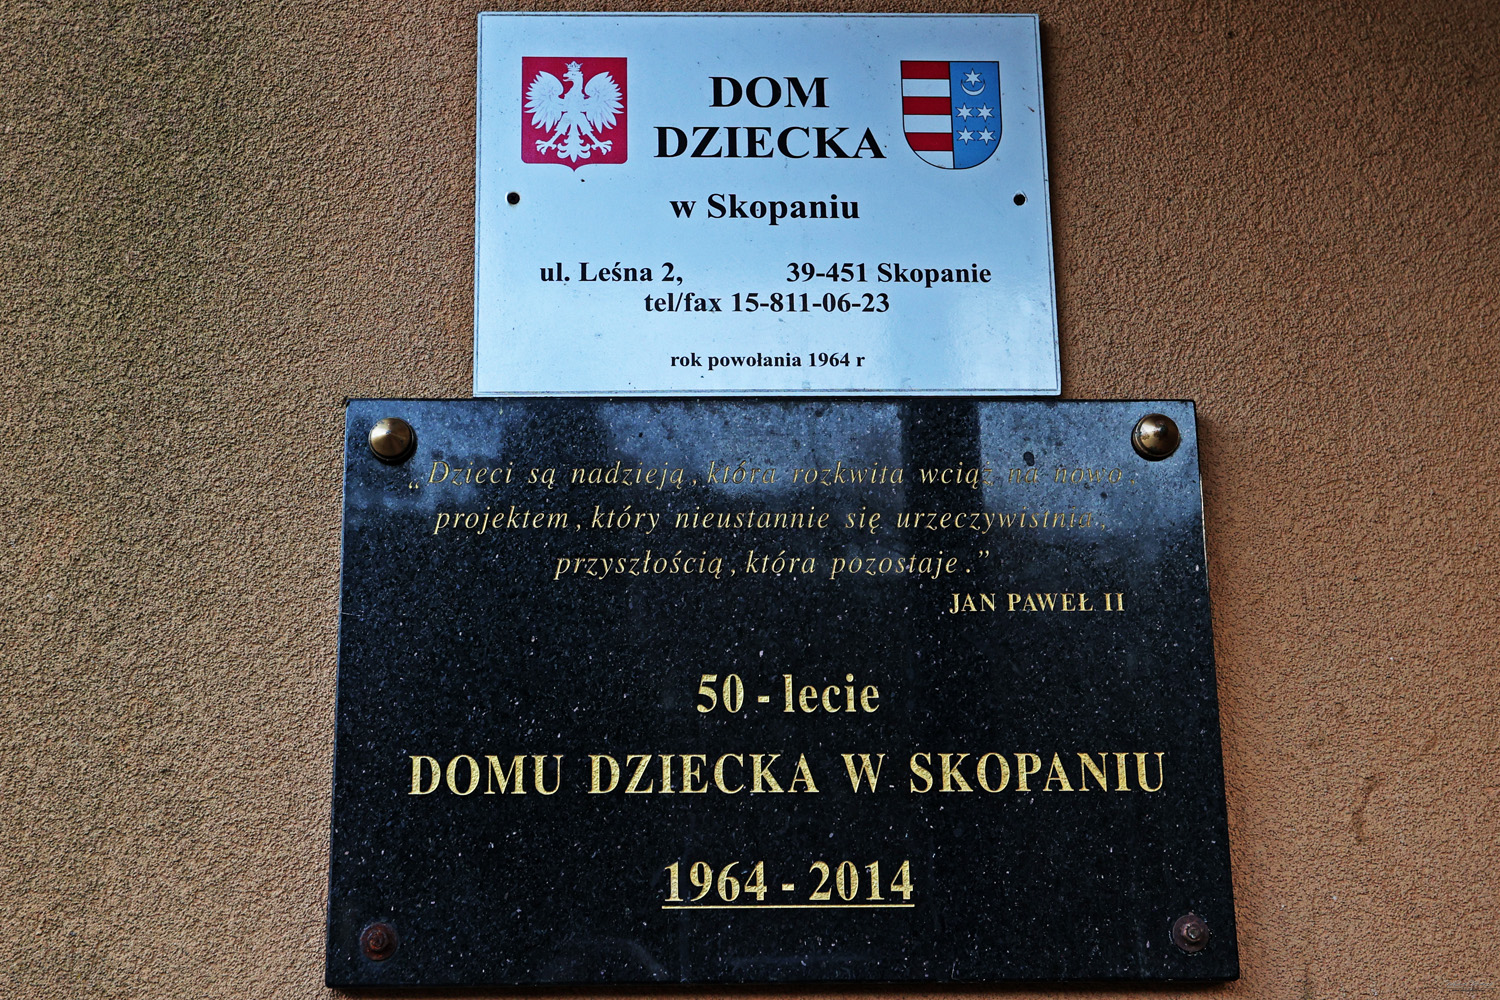 DOM
DZIECKA
w Skopaniu
ul. Leśna 2, 39-451 Skopanie
tel/fax 15-811-06-23
rok powołania 1964 r
„Dzieci są nadzieją, która rozkwita wciąż na nowo,
projektem, który nieustannie się urzeczywistnia,
przyszłością, która pozostaje.”
JAN PAWEŁ II
50 - lecie
DOMU DZIECKA W SKOPANIU
1964 - 2014